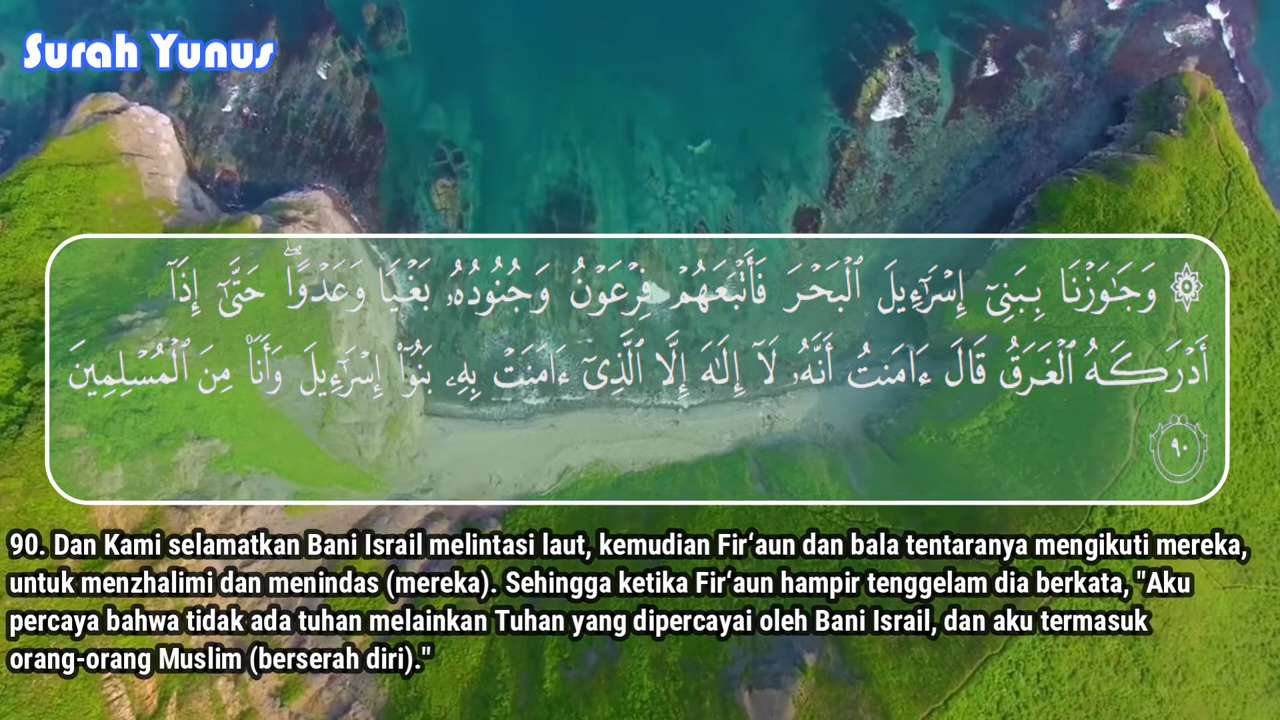 Surah Yunus
۞ وَجَٰوَزْنَا بِبَنِىٓ إِسْرَٰٓءِيلَ ٱلْبَحْرَ فَأَتْبَعَهُمْ فِرْعَوْنُ وَجُنُودُهُۥ بَغْيًا وَعَدْوًا ۖ حَتَّىٰٓ إِذَآ
أَدْرَكَهُ ٱلْغَرَقُ قَالَ ءَامَنتُ أَنَّهُۥ لَآ إِلَٰهَ إِلَّا ٱلَّذِىٓ ءَامَنَتْ بِهِۦ بَنُوٓا۟ إِسْرَٰٓءِيلَ وَأَنَا۠ مِنَ ٱلْمُسْلِمِينَ
٩٠
90. Dan Kami selamatkan Bani Israil melintasi laut, kemudian Fir‘aun dan bala tentaranya mengikuti mereka,
untuk menzhalimi dan menindas (mereka). Sehingga ketika Fir‘aun hampir tenggelam dia berkata, "Aku
percaya bahwa tidak ada tuhan melainkan Tuhan yang dipercayai oleh Bani Israil, dan aku termasuk
orang-orang Muslim (berserah diri)."